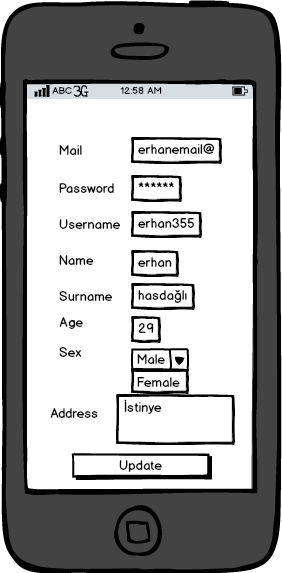 ABC 3G 12:58 AM
Mail erhanemail@
Password ******
Username erhan355
Name erhan
Surname hasdağlı
Age 29
Sex Male
Female
Address İstinye
Update